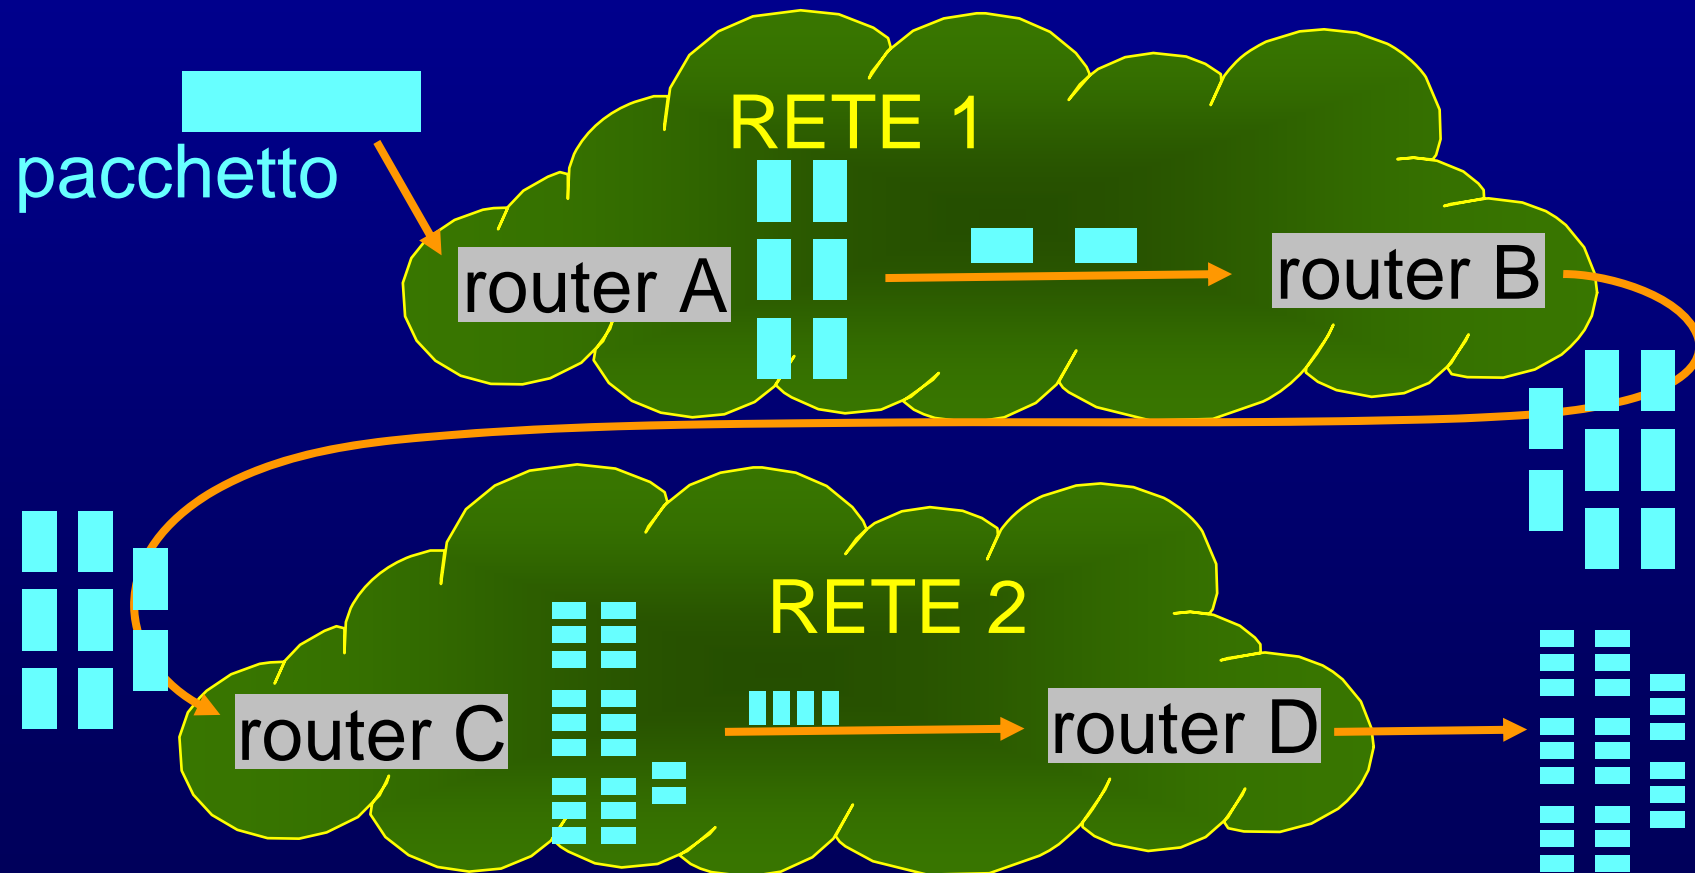 RETE 1
pacchetto
router A
router B
RETE 2
router C
router D